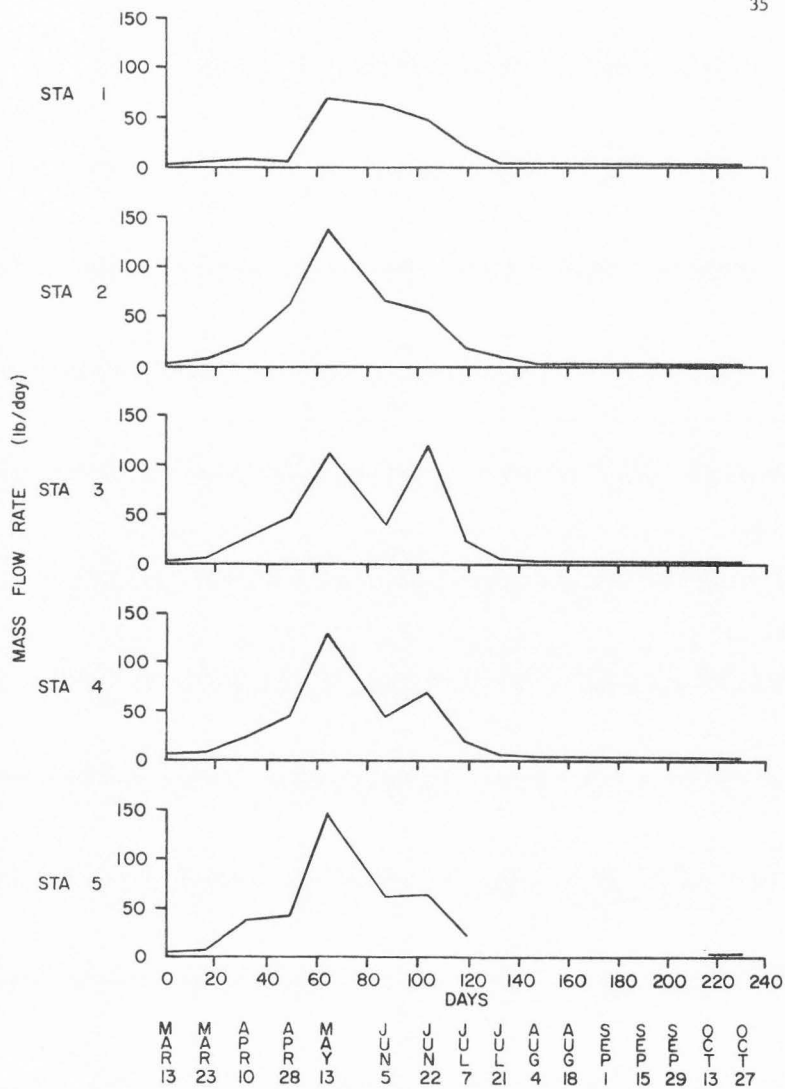 35
150
100
STA 1
50
0
150
100
STA 2
50
0
150
100
STA 3
50
0
150
100
STA 4
50
0
150
100
STA 5
50
0
MASS FLOW RATE (lb/day)
0 20 40 60 80 100 120 140 160 180 200 220 240
DAYS
MAR 13
MAR 23
APR 10
APR 28
MAY 13
JUN 5
JUN 22
JUL 7
JUL 21
AUG 4
AUG 18
SEP 1
SEP 15
SEP 29
OCT 13
OCT 27